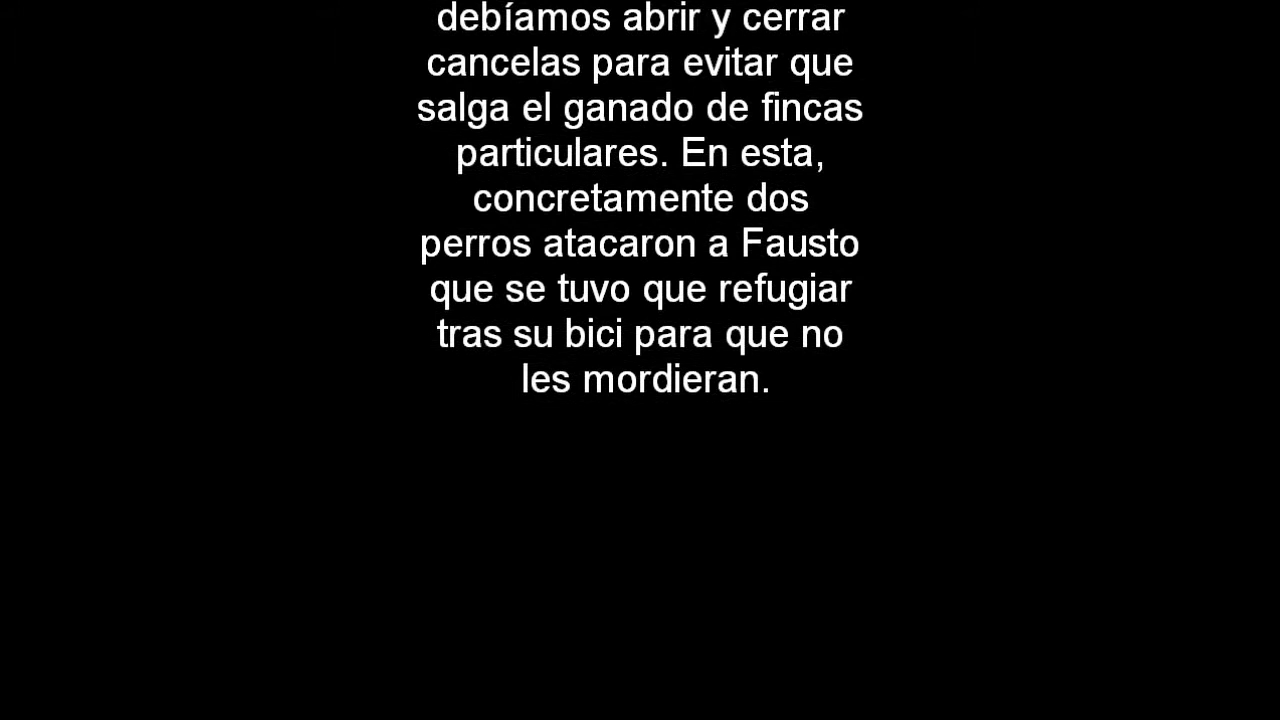 debíamos abrir y cerrar
cancelas para evitar que
salga el ganado de fincas
particulares. En esta,
concretamente dos
perros atacaron a Fausto
que se tuvo que refugiar
tras su bici para que no
les mordieran.